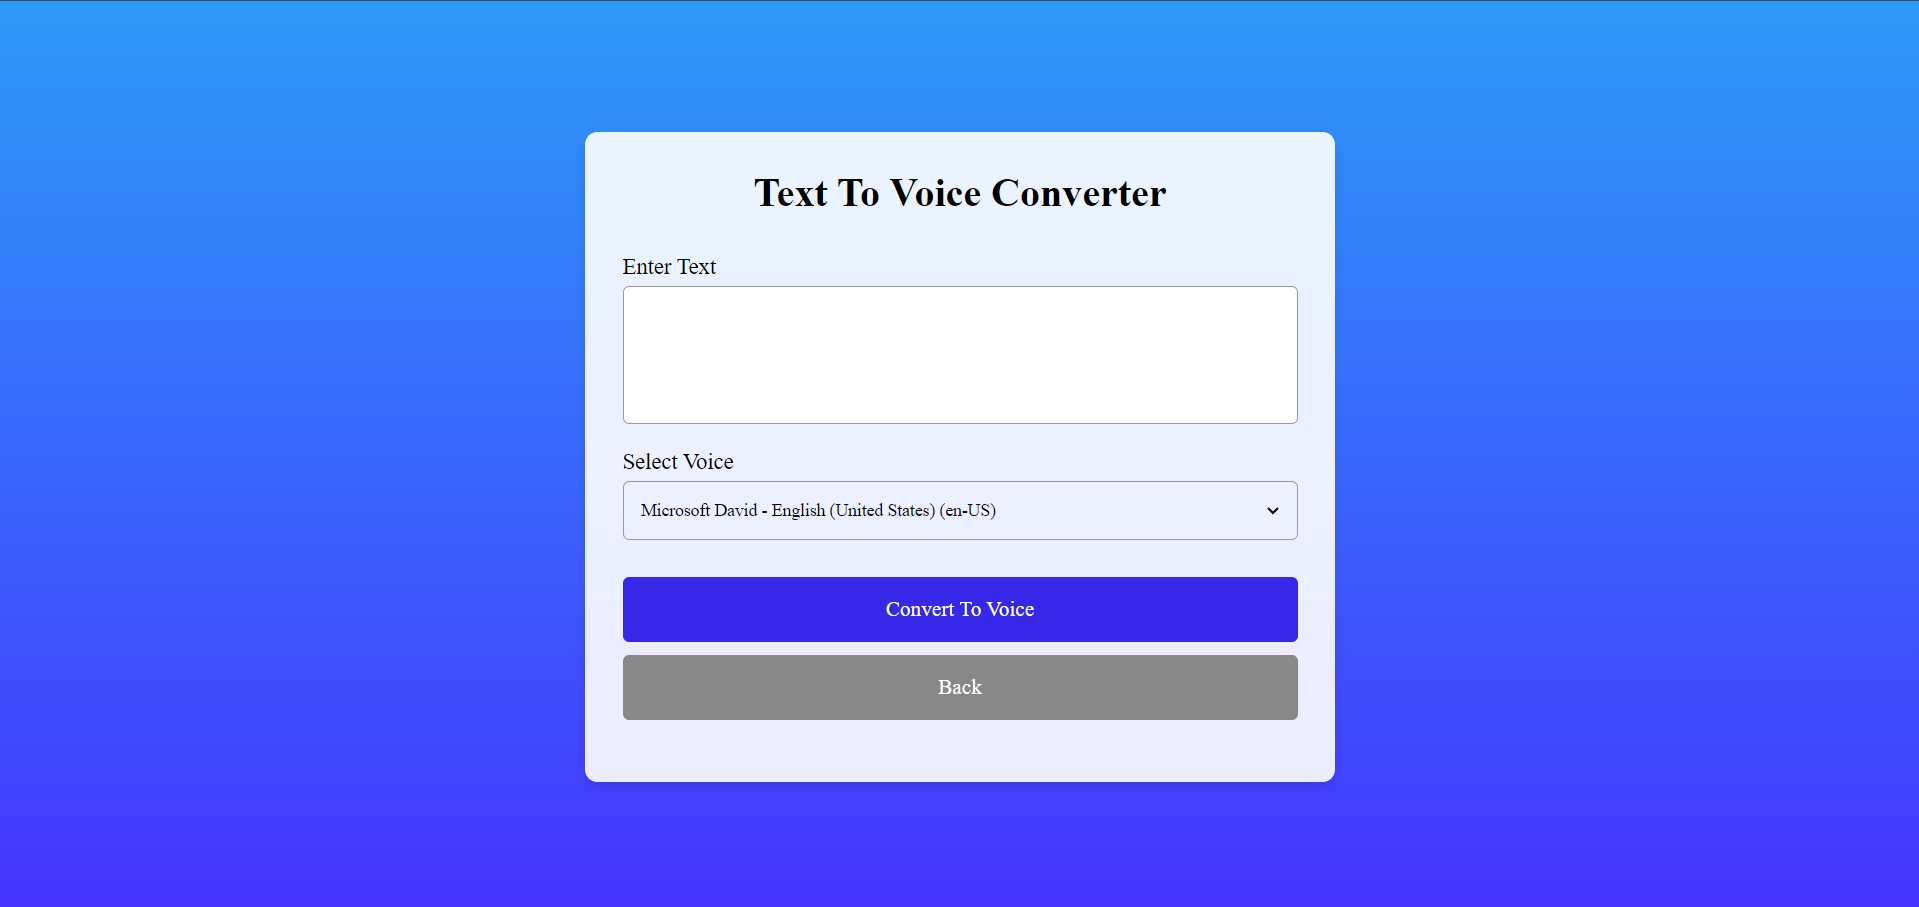 Text To Voice Converter
Enter Text
Select Voice
Microsoft David - English (United States) (en-US)
Convert To Voice
Back